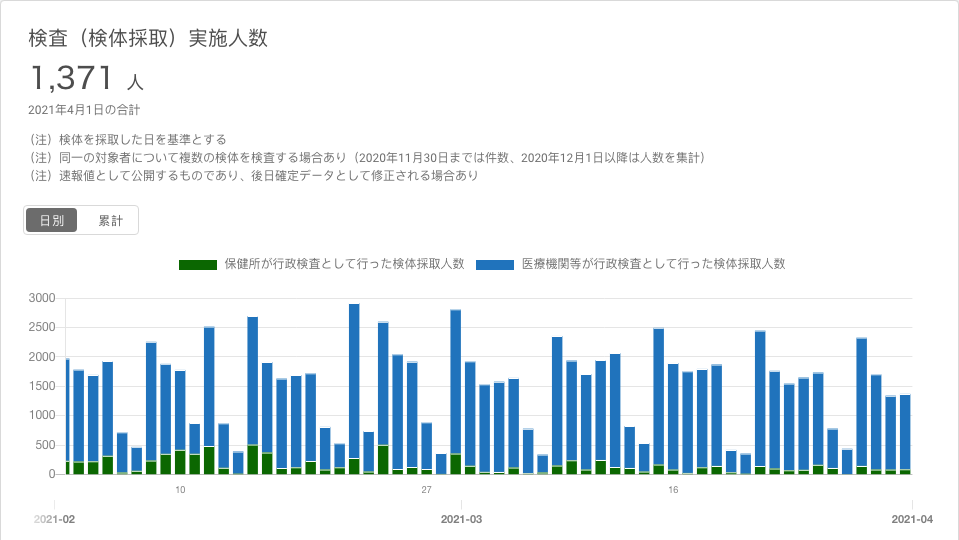 検査（検体採取）実施人数
1,371 人
2021年4月1日の合計
（注）検体を採取した日を基準とする
（注）同一の対象者について複数の検体を検査する場合あり（2020年11月30日までは件数、2020年12月1日以降は人数を集計）
（注）速報値として公開するものであり、後日確定データとして修正される場合あり
日別 累計
保健所が行政検査として行った検体採取人数 医療機関等が行政検査として行った検体採取人数
3000
2500
2000
1500
1000
500
0
10 27 16
2021-02 2021-03 2021-04